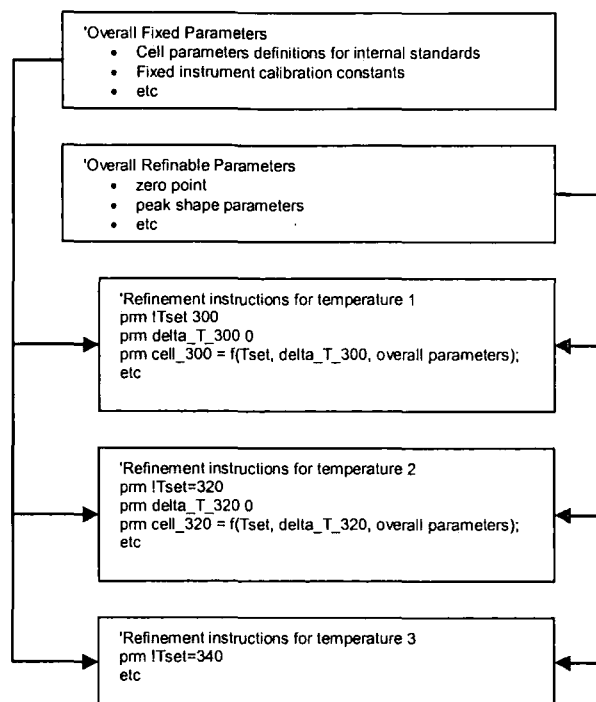 'Overall Fixed Parameters
• Cell parameters definitions for internal standards
• Fixed instrument calibration constants
• etc
'Overall Refinable Parameters
• zero point
• peak shape parameters
• etc
'Refinement instructions for temperature 1
prm !Tset 300
prm delta_T_300 0
prm cell_300 = f(Tset, delta_T_300, overall parameters);
etc
'Refinement instructions for temperature 2
prm !Tset=320
prm delta_T_320 0
prm cell_320 = f(Tset, delta_T_320, overall parameters);
etc
'Refinement instructions for temperature 3
prm !Tset=340
etc